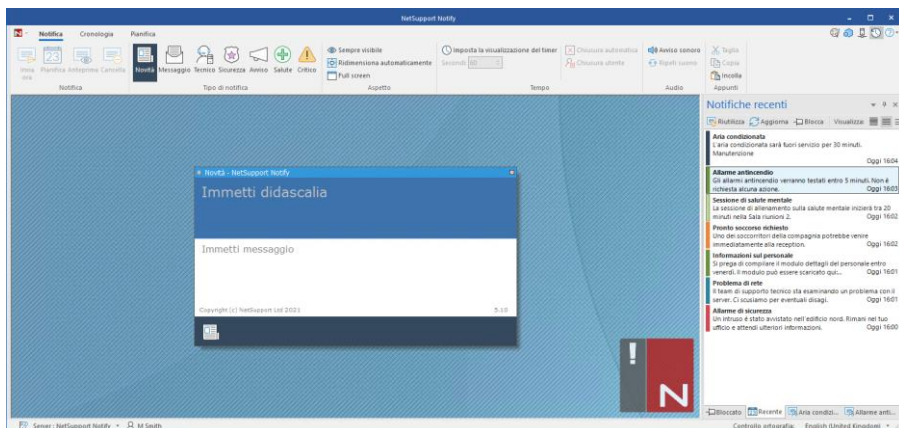 NetSupport Notify
Notifica Cronologia Pianifica
Invia ora Pianifica Anteprima Cancella
Novità Messaggio Tecnica Sicurezza Avviso Salute Critico
Sempre visibile
Ridimensiona automaticamente
Full screen
Imposta la visualizzazione del timer
Secondi 60
Chiusura automatica
Chiusura utente
Avviso sonoro
Ripeti suono
Taglia
Copia
Incolla
Notifica Tipo di notifica Aspetto Tempo Audio Appunti
Novità - NetSupport Notify
Immetti didascalia
Immetti messaggio
Copyright (c) NetSupport Ltd 2021 5.10
! N
Notifiche recenti
Riutilizza Aggiorna Blocca Visualizza
Aria condizionata
L'aria condizionata sarà fuori servizio per 30 minuti.
Manutenzione
Oggi 16:04
Allarme antincendio
Gli allarmi antincendio verranno testati entro 5 minuti. Non è
richiesta alcuna azione. Oggi 16:03
Sessione di salute mentale
La sessione di allenamento sulla salute mentale inizierà tra 20
minuti nella Sala riunioni 2. Oggi 16:02
Pronto soccorso richiesto
Uno dei soccorritori della compagnia potrebbe venire
immediatamente alla reception. Oggi 16:02
Informazioni sul personale
Si prega di compilare il modulo dettagli del personale entro
venerdì. Il modulo può essere scaricato qui:... Oggi 16:01
Problema di rete
Il team di supporto tecnico sta esaminando un problema con il
server. Ci scusiamo per eventuali disagi. Oggi 16:01
Allarme di sicurezza
Un intruso è stato avvistato nell'edificio nord. Rimani nel tuo
ufficio e attendi ulteriori informazioni. Oggi 16:00
Bloccato Recente Aria condizi... Allarme anti...
Server: NetSupport Notify M Smith
Controllo ortografia: English (United Kingdom)